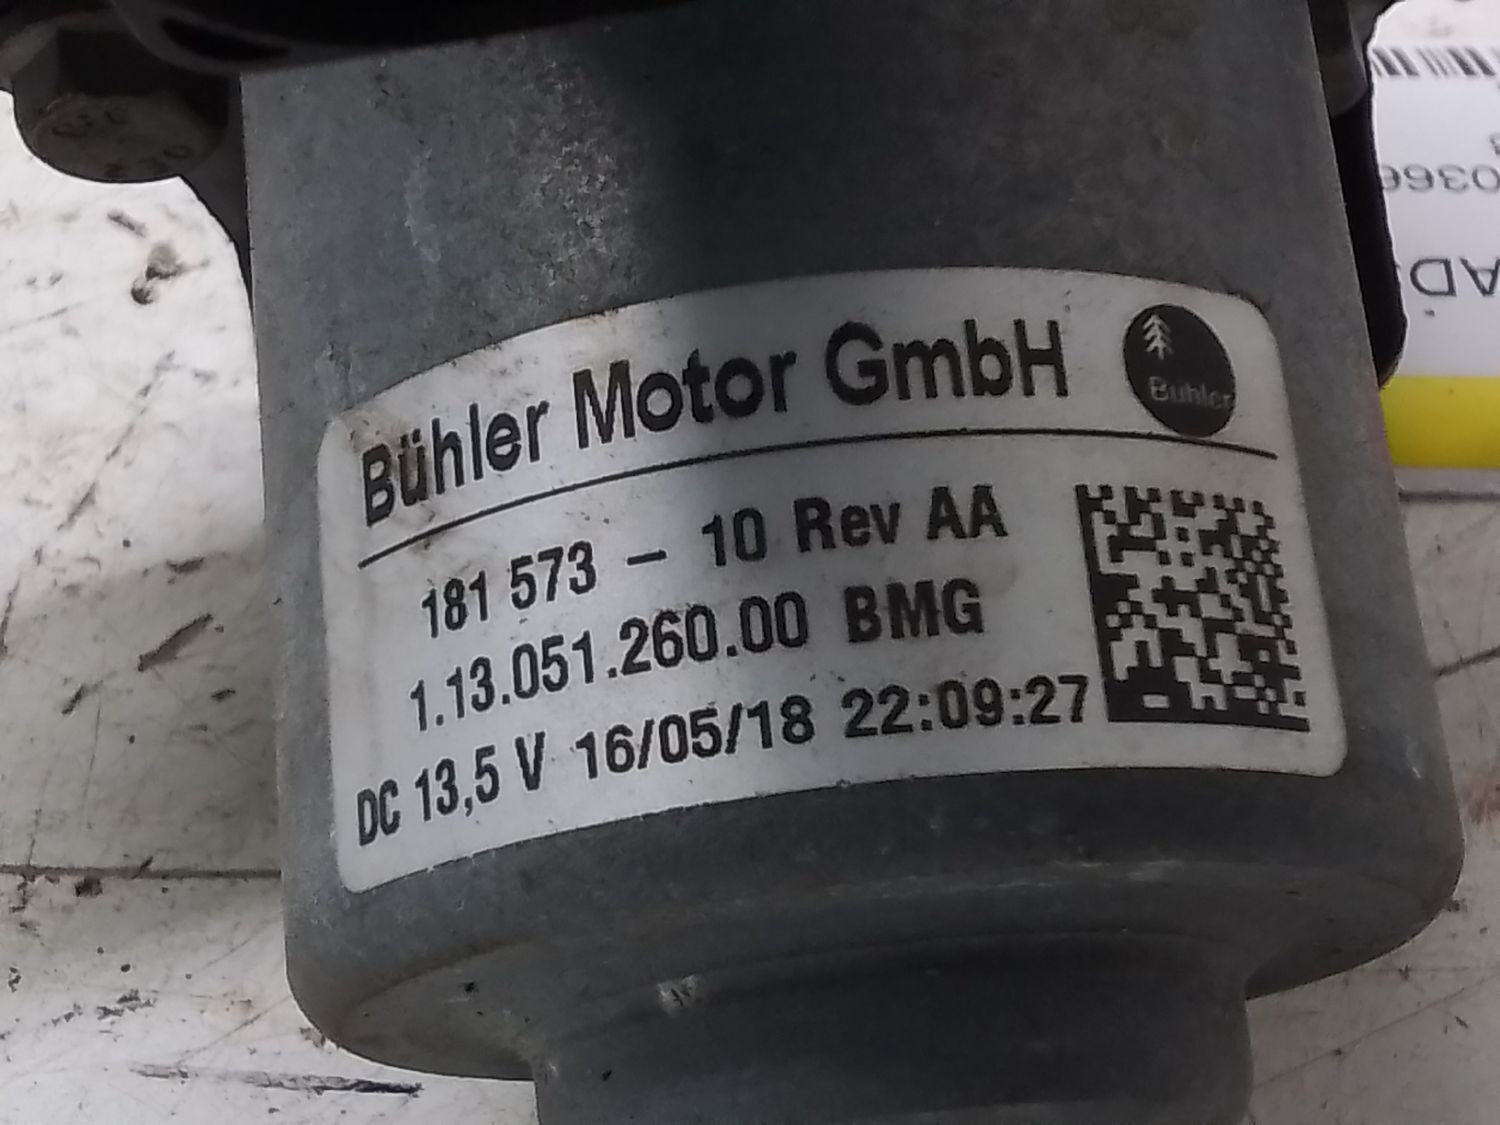 Bühler Motor GmbH
Bühler
181 573 – 10 Rev AA
1.13.051.260.00 BMG
DC 13,5 V 16/05/18 22:09:27